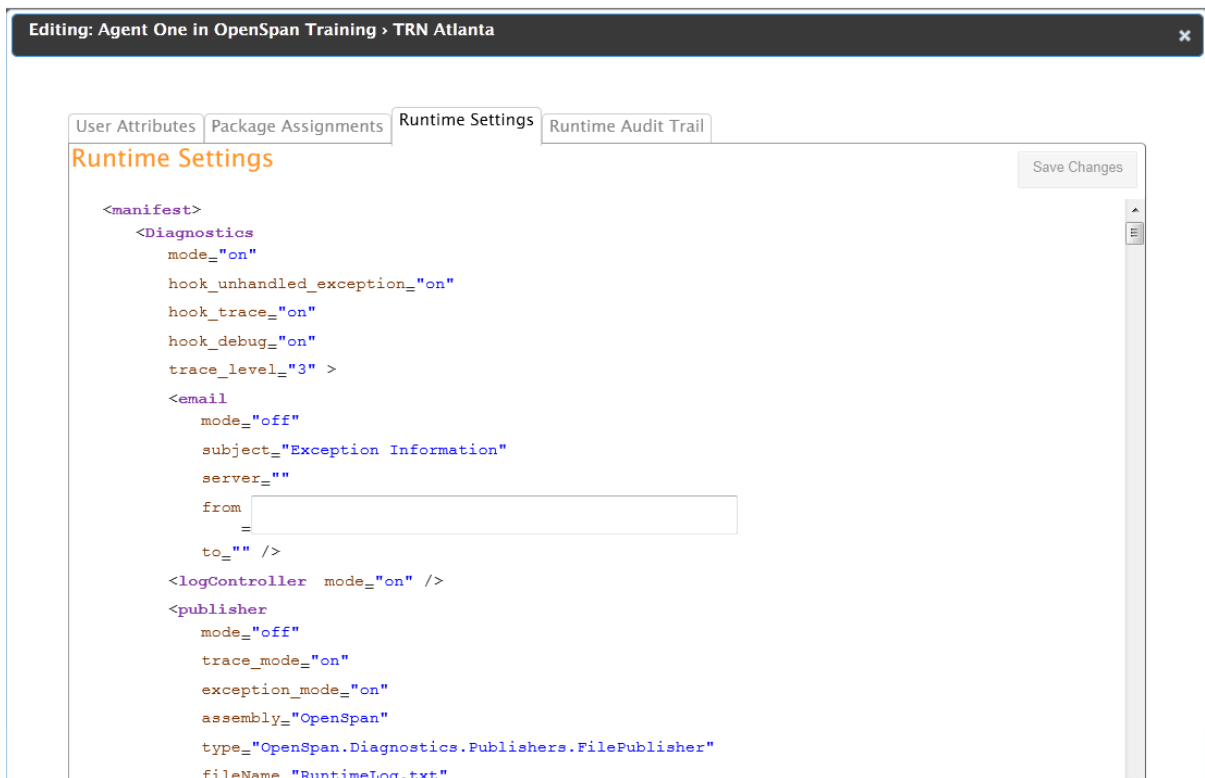 Editing: Agent One in OpenSpan Training › TRN Atlanta
User Attributes Package Assignments Runtime Settings Runtime Audit Trail
Runtime Settings
Save Changes
<manifest>
<Diagnostics
mode="on"
hook_unhandled_exception="on"
hook_trace="on"
hook_debug="on"
trace_level="3" >
<email
mode="off"
subject="Exception Information"
server=""
from
=
to="" />
<logController mode="on" />
<publisher
mode="off"
trace_mode="on"
exception_mode="on"
assembly="OpenSpan"
type="OpenSpan.Diagnostics.Publishers.FilePublisher"
fileName="RuntimeLog.txt"